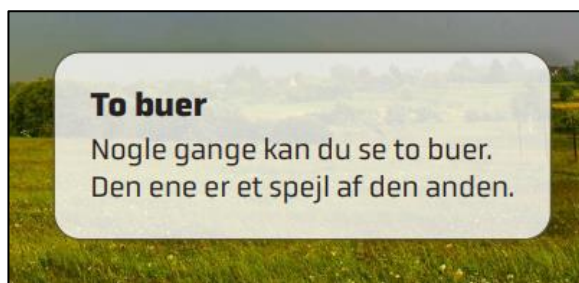 To buer
Nogle gange kan du se to buer.
Den ene er et spejl af den anden.